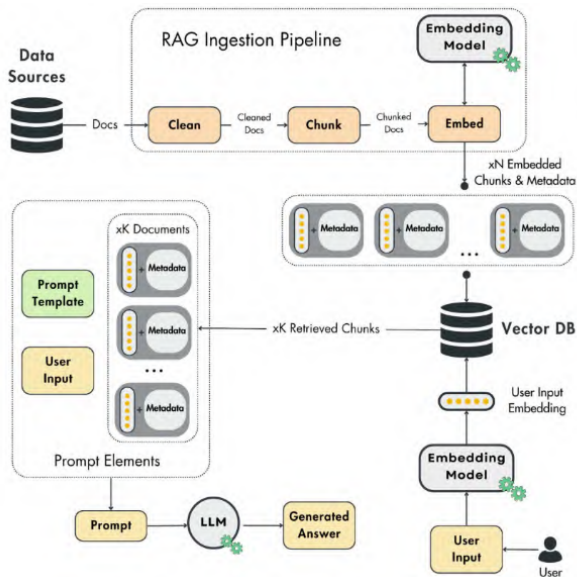 RAG Ingestion Pipeline
Embedding
Model
Data
Sources
Docs
Clean
Cleaned
Docs
Chunk
Chunked
Docs
Embed
xN Embedded
Chunks & Metadata
+ Metadata
+ Metadata
...
+ Metadata
xK Documents
+ Metadata
+ Metadata
...
+ Metadata
Prompt
Template
User
Input
Prompt Elements
xK Retrieved Chunks
Vector DB
User Input
Embedding
Embedding
Model
User
Input
User
Prompt
LLM
Generated
Answer